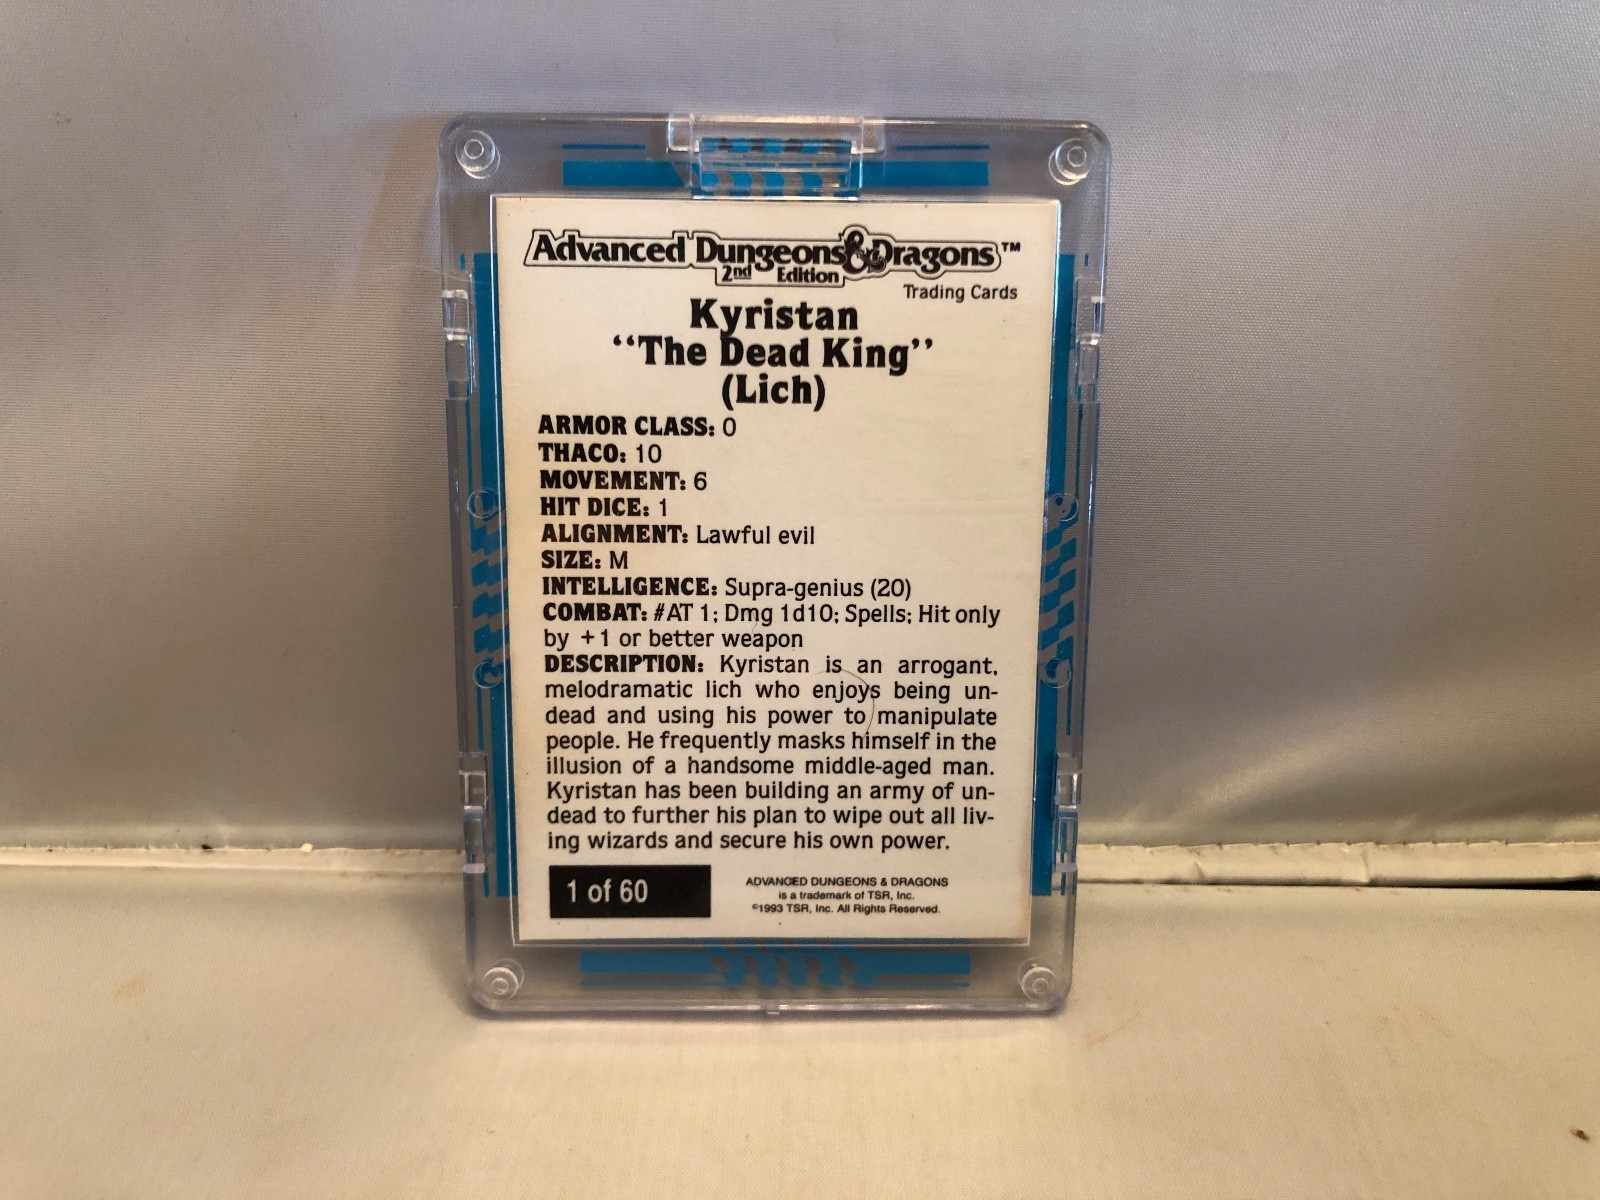 Advanced Dungeons & Dragons™
2nd Edition
Trading Cards
Kyristan
“The Dead King”
(Lich)
ARMOR CLASS: 0
THACO: 10
MOVEMENT: 6
HIT DICE: 1
ALIGNMENT: Lawful evil
SIZE: M
INTELLIGENCE: Supra-genius (20)
COMBAT: #AT 1; Dmg 1d10; Spells; Hit only
by +1 or better weapon
DESCRIPTION: Kyristan is an arrogant,
melodramatic lich who enjoys being un-
dead and using his power to manipulate
people. He frequently masks himself in the
illusion of a handsome middle-aged man.
Kyristan has been building an army of un-
dead to further his plan to wipe out all liv-
ing wizards and secure his own power.
1 of 60
ADVANCED DUNGEONS & DRAGONS
is a trademark of TSR, Inc.
©1993 TSR, Inc. All Rights Reserved.